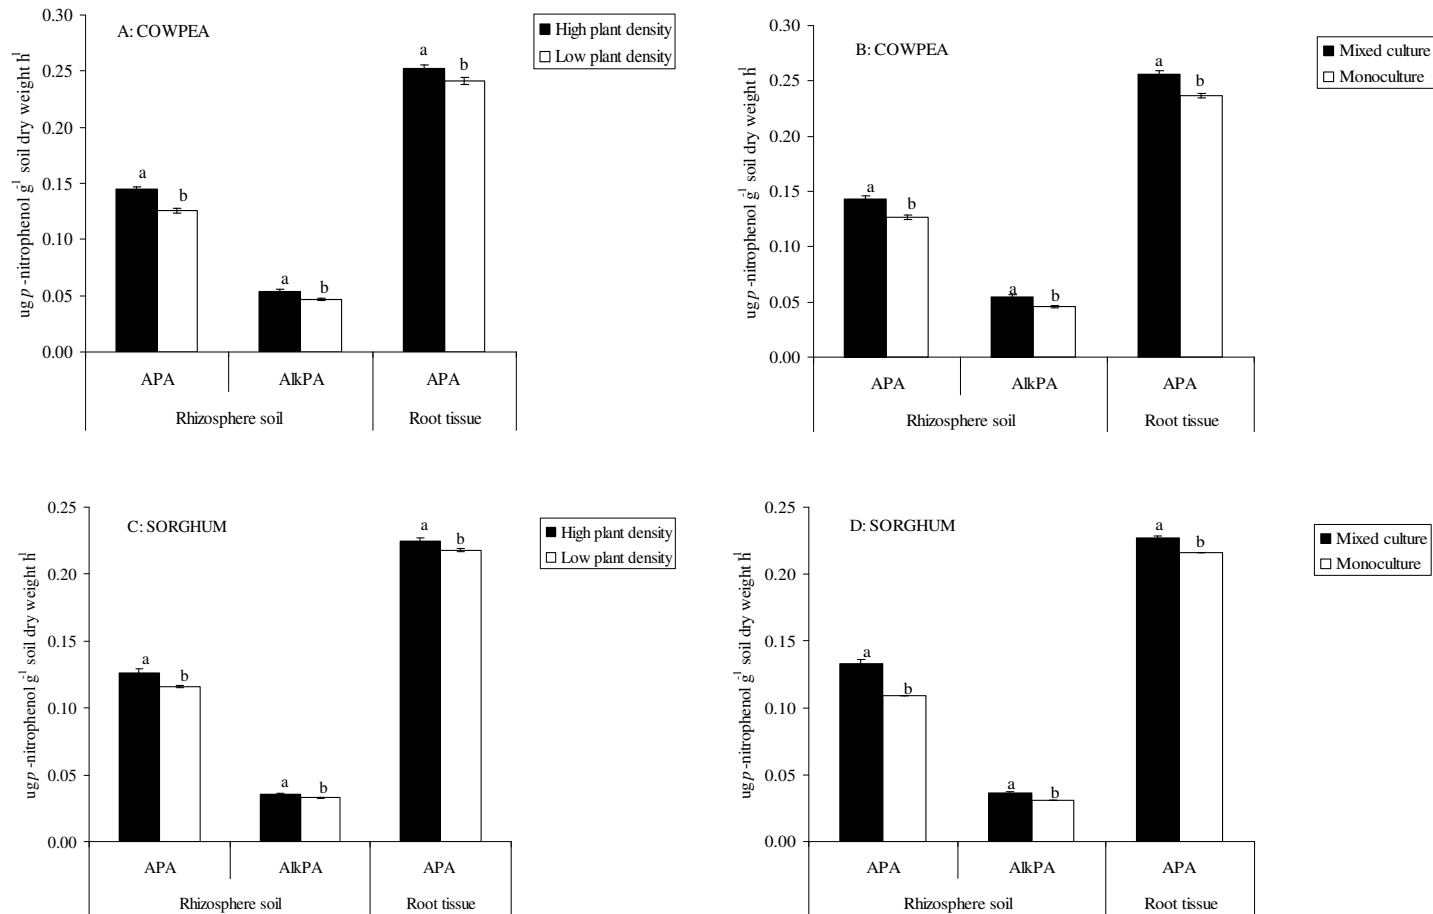 A: COWPEA
High plant density
Low plant density
ug p -nitrophenol g-1 soil dry weight h1
0.30
0.25
0.20
0.15
0.10
0.05
0.00
a
b
a
b
a
b
APA
AlkPA
APA
Rhizosphere soil
Root tissue
B: COWPEA
Mixed culture
Monoculture
ug p -nitrophenol g-1 soil dry weight h1
0.30
0.25
0.20
0.15
0.10
0.05
0.00
a
b
a
b
a
b
APA
AlkPA
APA
Rhizosphere soil
Root tissue
C: SORGHUM
High plant density
Low plant density
ug p -nitrophenol g-1 soil dry weight h1
0.25
0.20
0.15
0.10
0.05
0.00
a
b
a
b
a
b
APA
AlkPA
APA
Rhizosphere soil
Root tissue
D: SORGHUM
Mixed culture
Monoculture
ug p -nitrophenol g-1 soil dry weight h1
0.25
0.20
0.15
0.10
0.05
0.00
a
b
a
b
a
b
APA
AlkPA
APA
Rhizosphere soil
Root tissue